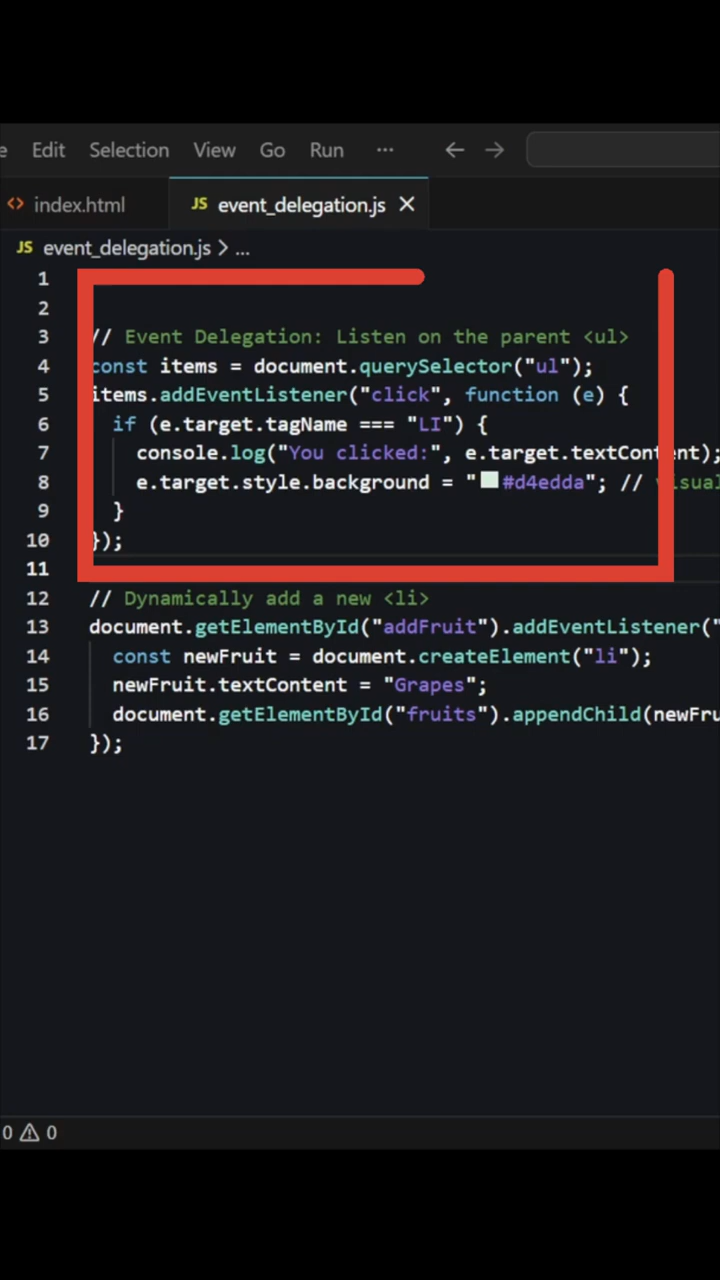 Edit Selection View Go Run ...
index.html JS event_delegation.js
JS event_delegation.js > ...
1
2
3 // Event Delegation: Listen on the parent <ul>
4 const items = document.querySelector("ul");
5 items.addEventListener("click", function (e) {
6 if (e.target.tagName === "LI") {
7 console.log("You clicked:", e.target.textContent);
8 e.target.style.background = "#d4edda"; //
9 }
10 });
11
12 // Dynamically add a new <li>
13 document.getElementById("addFruit").addEventListener("
14 const newFruit = document.createElement("li");
15 newFruit.textContent = "Grapes";
16 document.getElementById("fruits").appendChild(newFru
17 });
0 0